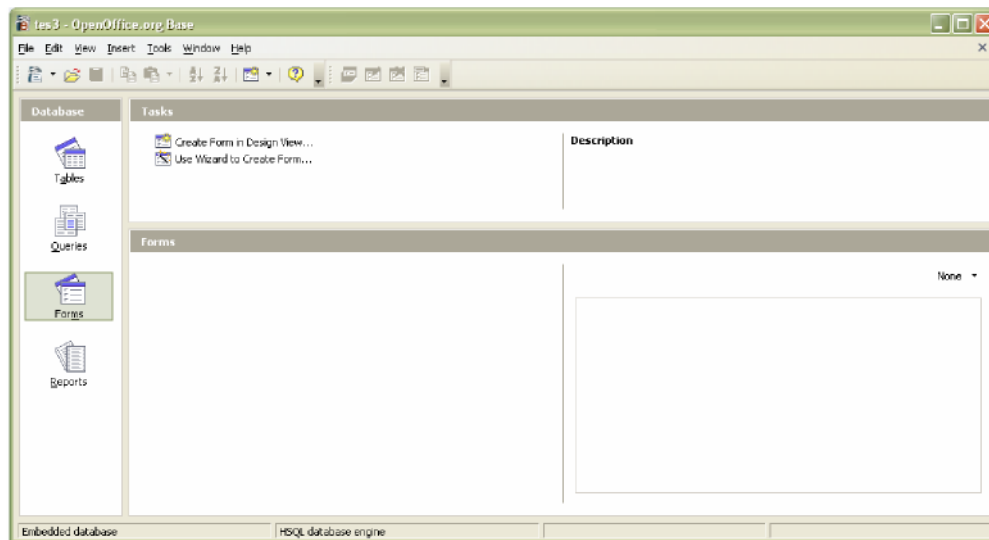 tes3 - OpenOffice.org Base
File Edit View Insert Tools Window Help
Database
Tasks
Create Form in Design View...
Use Wizard to Create Form...
Description
Tables
Queries
Forms
Reports
Forms
None
Embedded database
HSQL database engine